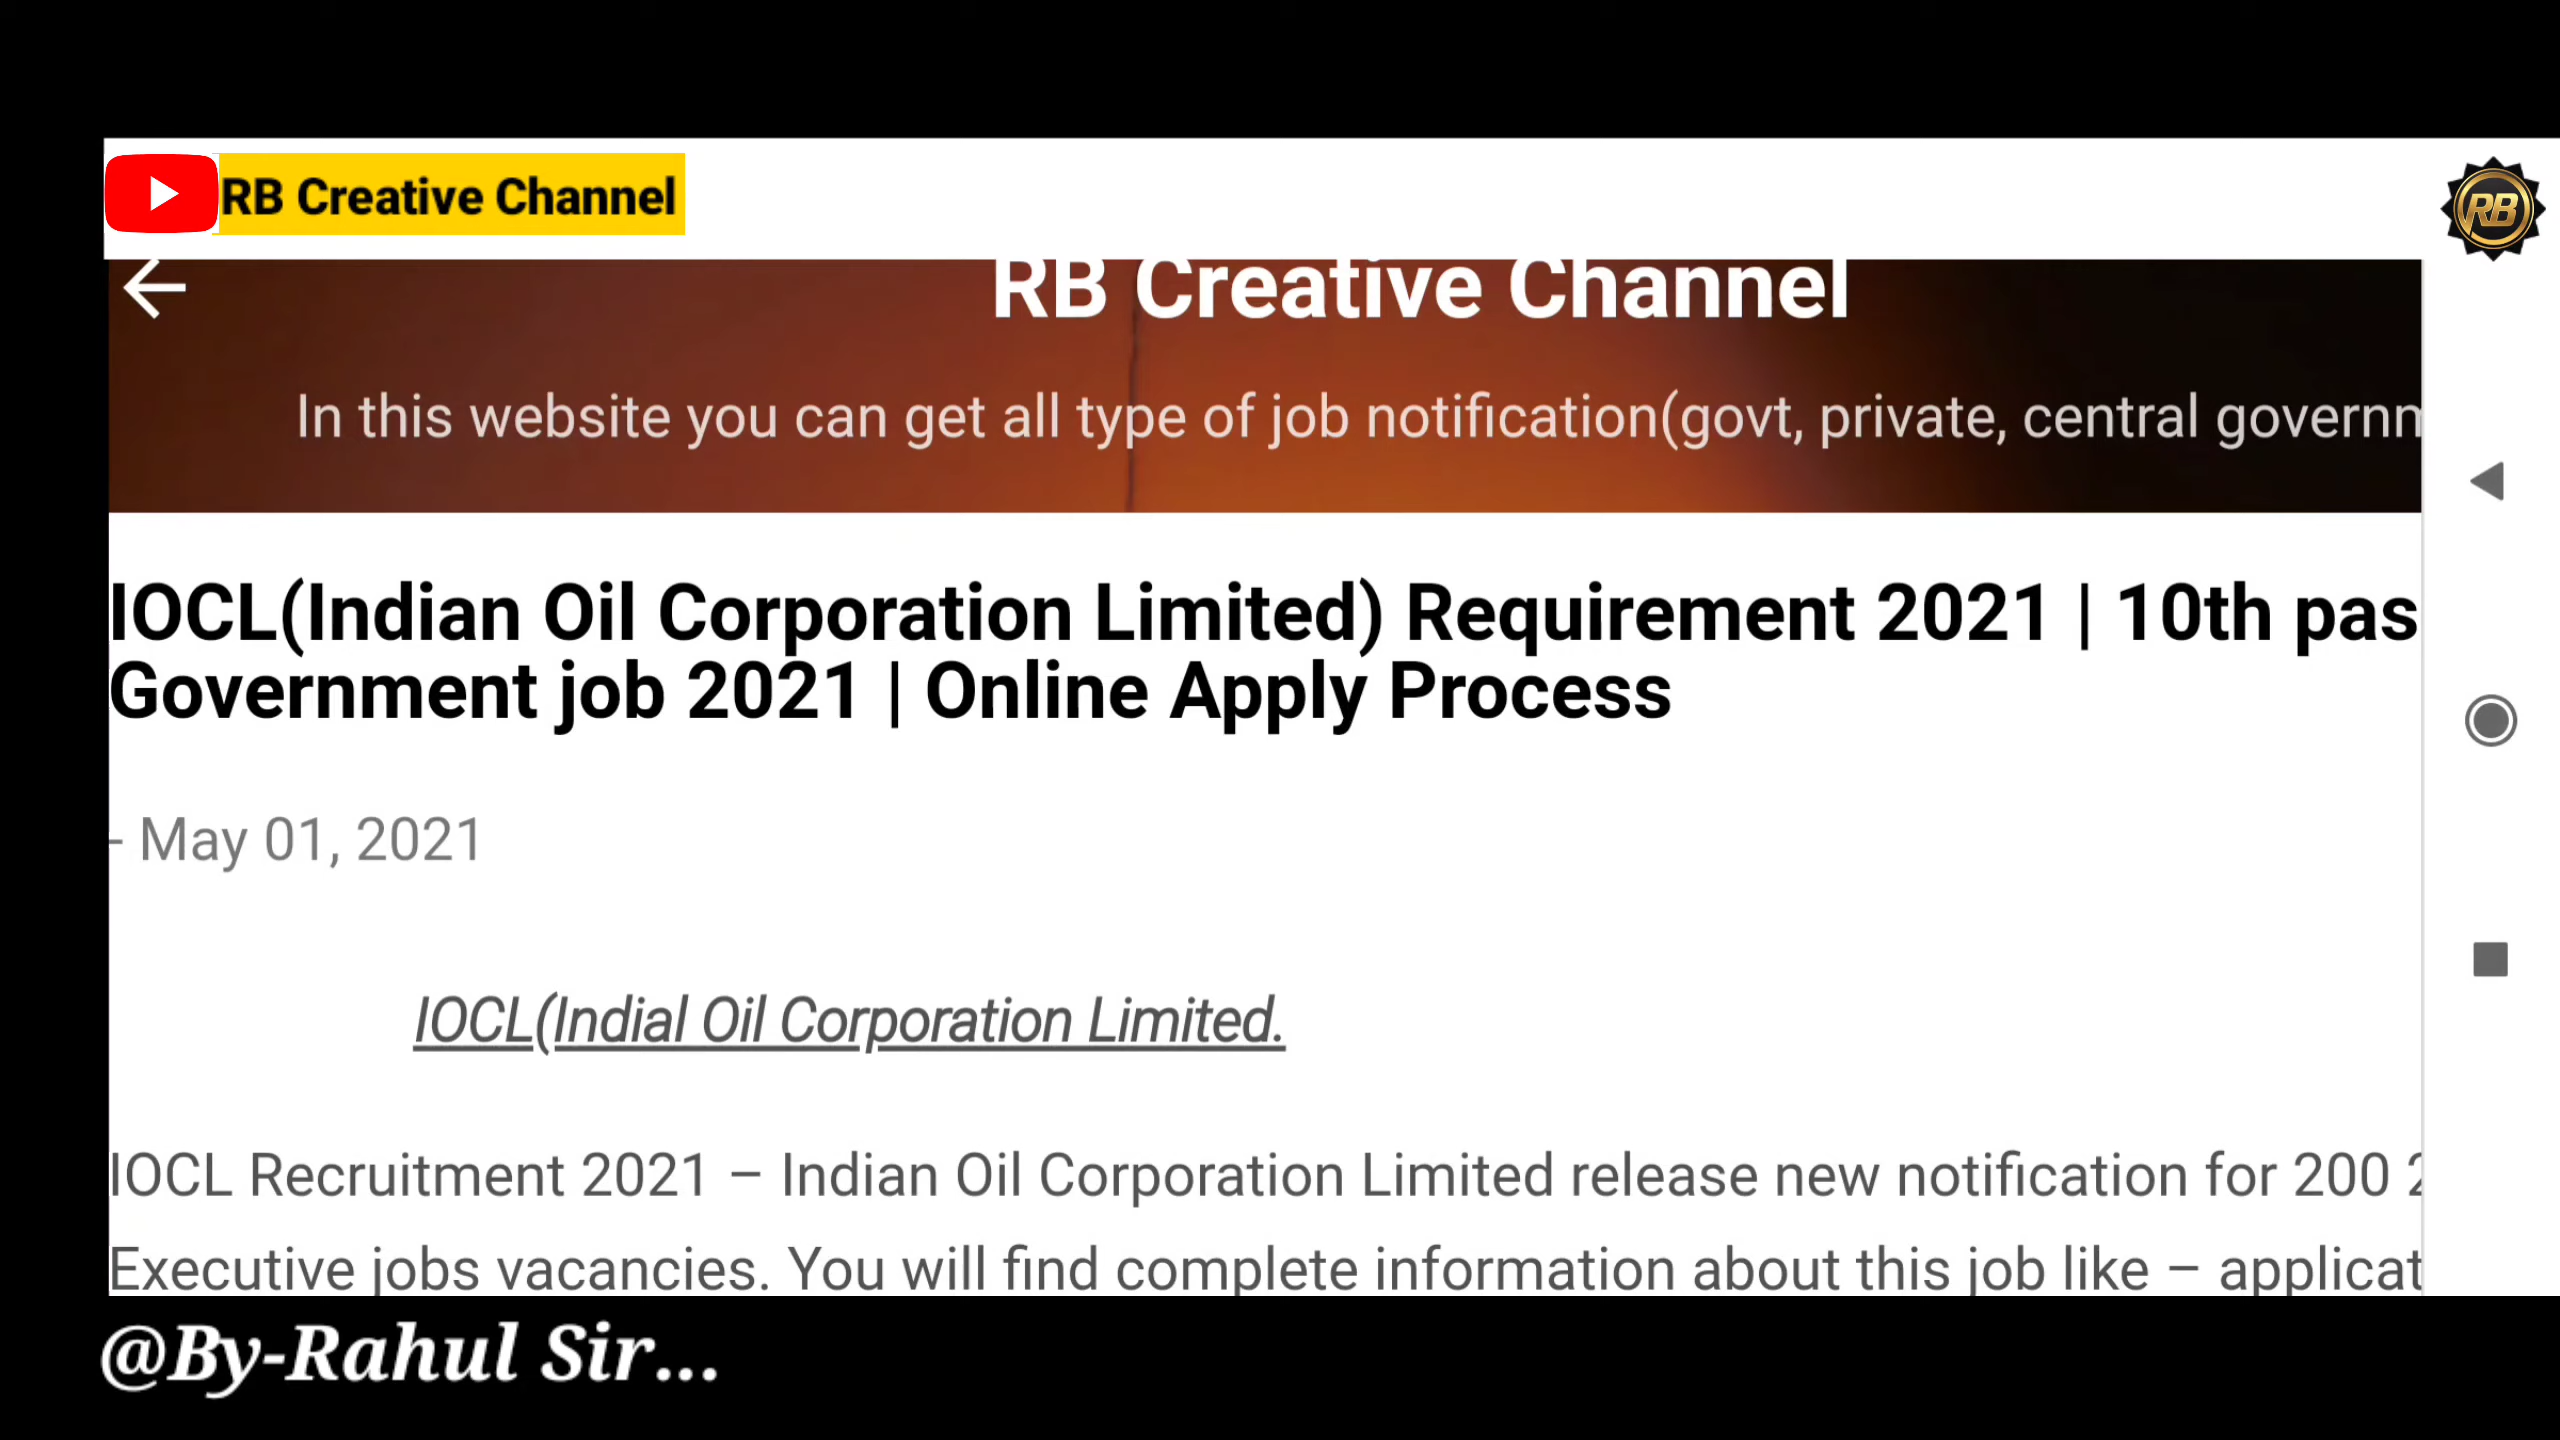 RB Creative Channel
RB
RB Creative Channel
In this website you can get all type of job notification(govt, private, central
IOCL(Indian Oil Corporation Limited) Requirement 2021 | 10th pas
Government job 2021 | Online Apply Process
- May 01, 2021
IOCL(Indial Oil Corporation Limited.
IOCL Recruitment 2021 – Indian Oil Corporation Limited release new notification for 200
Executive jobs vacancies. You will find complete information about this job like – applicat
@By-Rahul Sir...